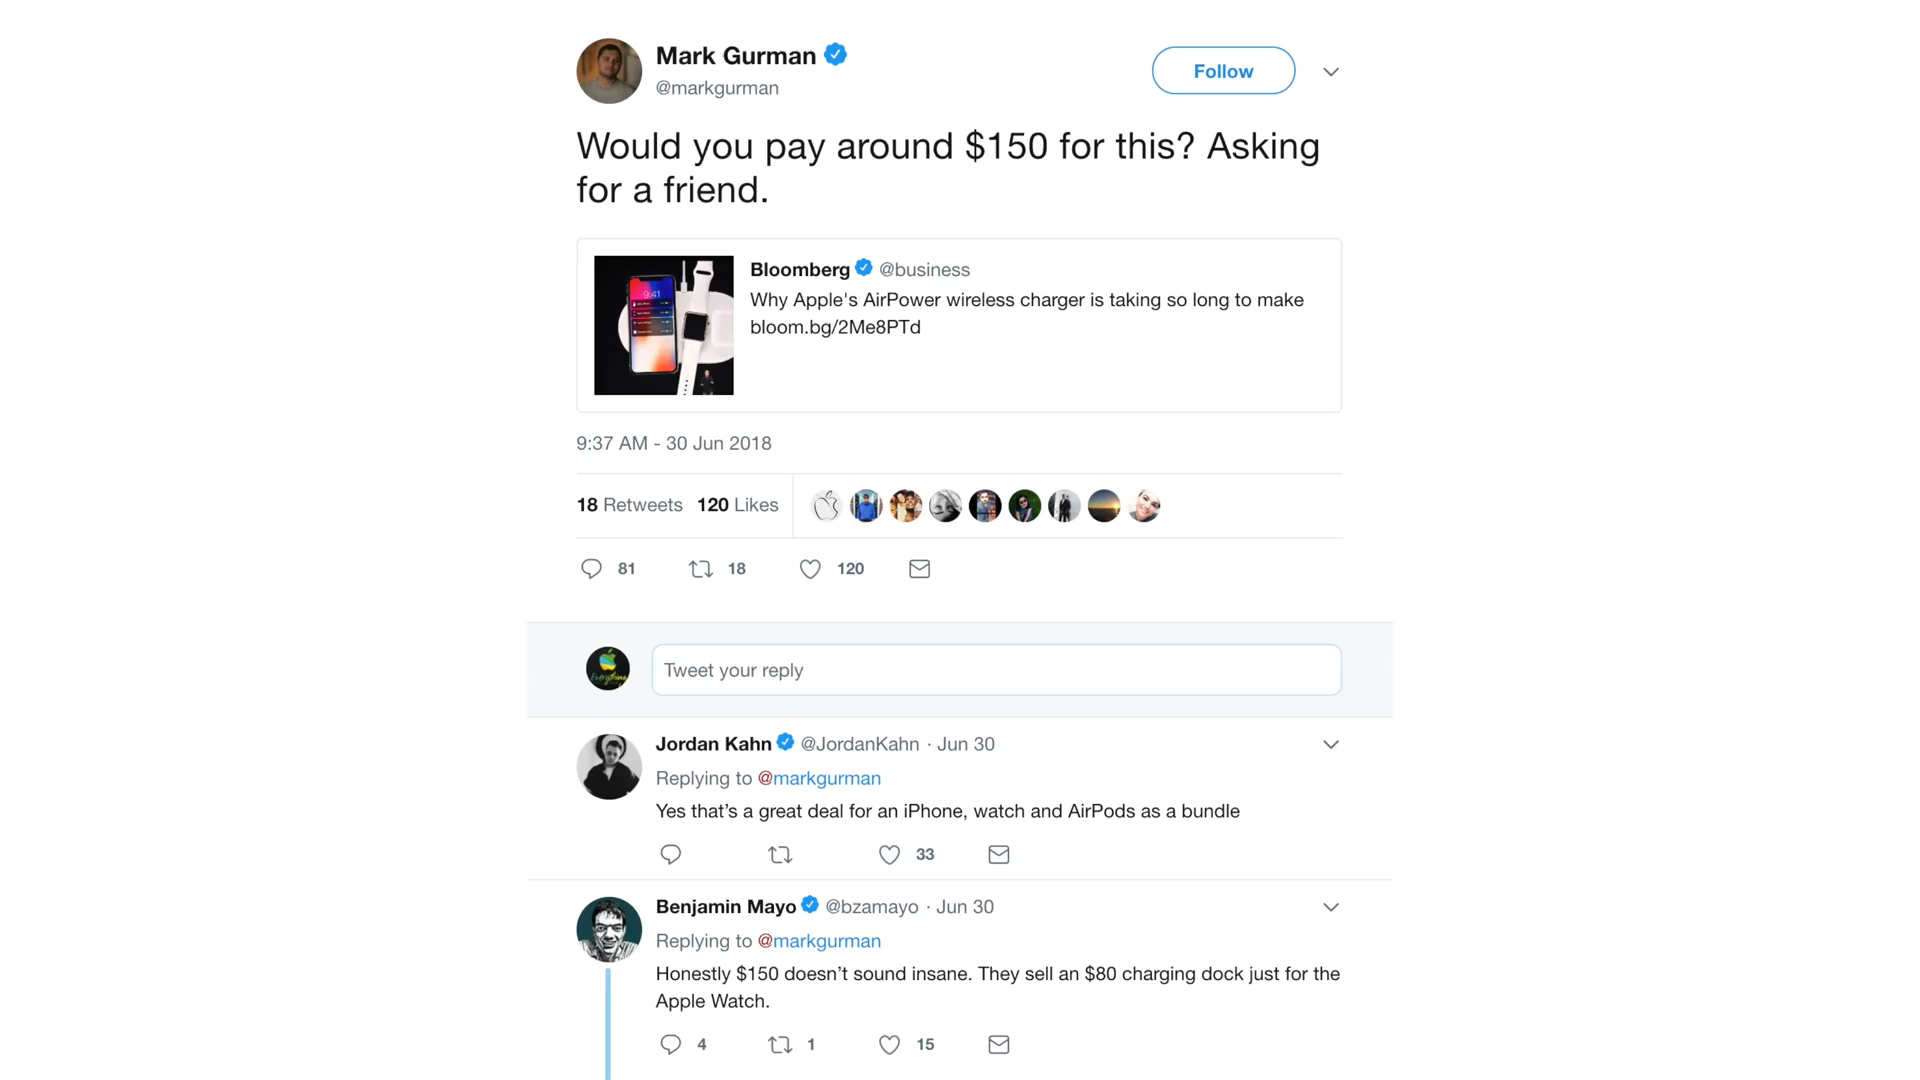 Mark Gurman
@markgurman
Follow
Would you pay around $150 for this? Asking
for a friend.
Bloomberg @business
Why Apple's AirPower wireless charger is taking so long to make
bloom.bg/2Me8PTd
9:41
9:37 AM - 30 Jun 2018
18 Retweets 120 Likes
81 18 120
Tweet your reply
Jordan Kahn @JordanKahn · Jun 30
Replying to @markgurman
Yes that’s a great deal for an iPhone, watch and AirPods as a bundle
33
Benjamin Mayo @bzamayo · Jun 30
Replying to @markgurman
Honestly $150 doesn’t sound insane. They sell an $80 charging dock just for the
Apple Watch.
4 1 15